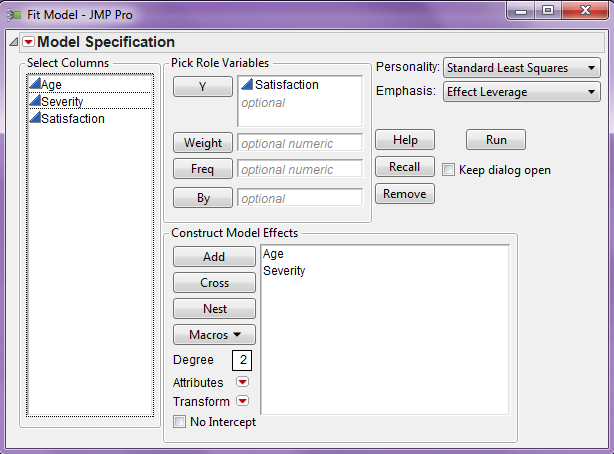 Fit Model - JMP Pro
Model Specification
Select Columns
Age
Severity
Satisfaction
Pick Role Variables
Y
Satisfaction
optional
Weight
optional numeric
Freq
optional numeric
By
optional
Personality:
Standard Least Squares
Emphasis:
Effect Leverage
Help
Run
Recall
Keep dialog open
Remove
Construct Model Effects
Add
Cross
Nest
Macros
Degree
2
Attributes
Transform
No Intercept
Age
Severity